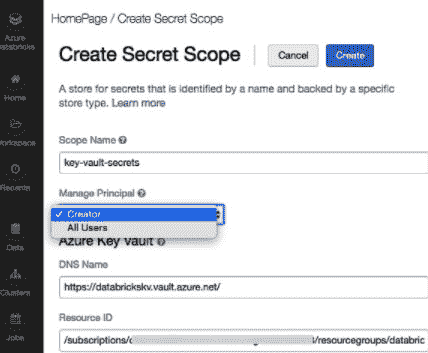 HomePage / Create Secret Scope
Create Secret Scope
Cancel
Create
A store for secrets that is identified by a name and backed by a specific
store type. Learn more
Scope Name
key-vault-secrets
Manage Principal
✓ Creator
All Users
Azure Key Vault
DNS Name
https://databrickskv.vault.azure.net/
Resource ID
/subscriptions/
/resourcegroups/databric
Azure
Databricks
Home
Workspace
Recents
Data
Clusters
Jobs